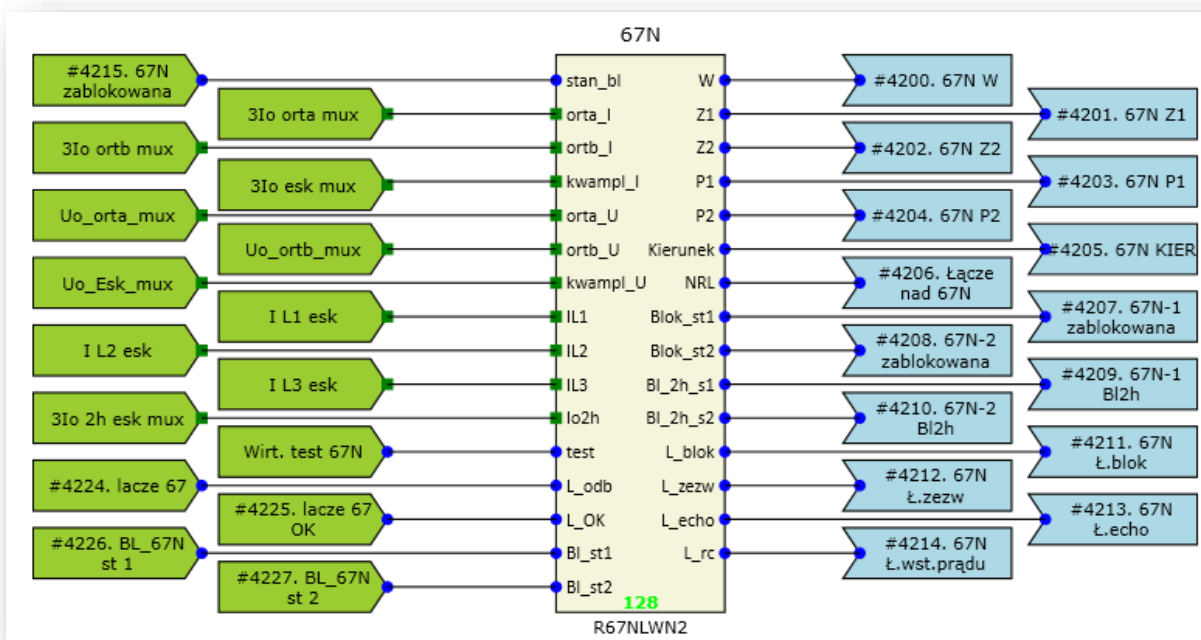 67N
#4215. 67N
zablokowana
stan_bl
W
#4200. 67N W
3Io orta mux
orta_I
Z1
#4201. 67N Z1
3Io ortb mux
ortb_I
Z2
#4202. 67N Z2
3Io esk mux
kwampl_I
P1
#4203. 67N P1
Uo_orta_mux
orta_U
P2
#4204. 67N P2
Uo_ortb_mux
ortb_U
Kierunek
#4205. 67N KIER
Uo_Esk_mux
kwampl_U
NRL
#4206. Łącze
nad 67N
I L1 esk
IL1
Blok_st1
#4207. 67N-1
zablokowana
I L2 esk
IL2
Blok_st2
#4208. 67N-2
zablokowana
I L3 esk
IL3
Bl_2h_s1
#4209. 67N-1
Bl2h
3Io 2h esk mux
Io2h
Bl_2h_s2
#4210. 67N-2
Bl2h
Wirt. test 67N
test
L_blok
#4211. 67N
Ł.blok
#4224. lacze 67
L_odb
L_zezw
#4212. 67N
Ł.zezw
#4225. lacze 67
OK
L_OK
L_echo
#4213. 67N
Ł.echo
#4226. BL_67N
st 1
Bl_st1
L_rc
#4214. 67N
Ł.wst.prądu
#4227. BL_67N
st 2
Bl_st2
128
R67NLWN2